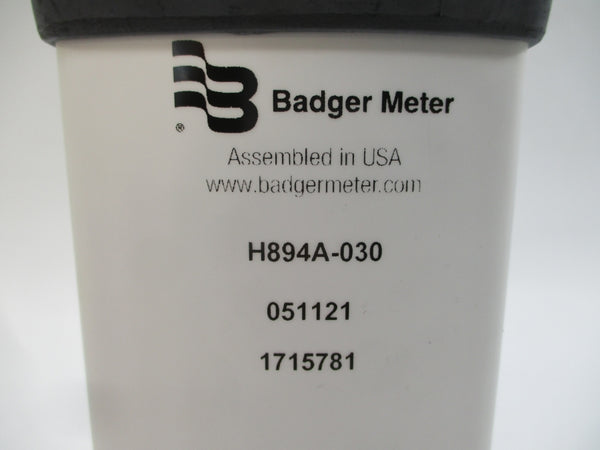 Badger Meter
®
Assembled in USA
www.badgermeter.com
H894A-030
051121
1715781